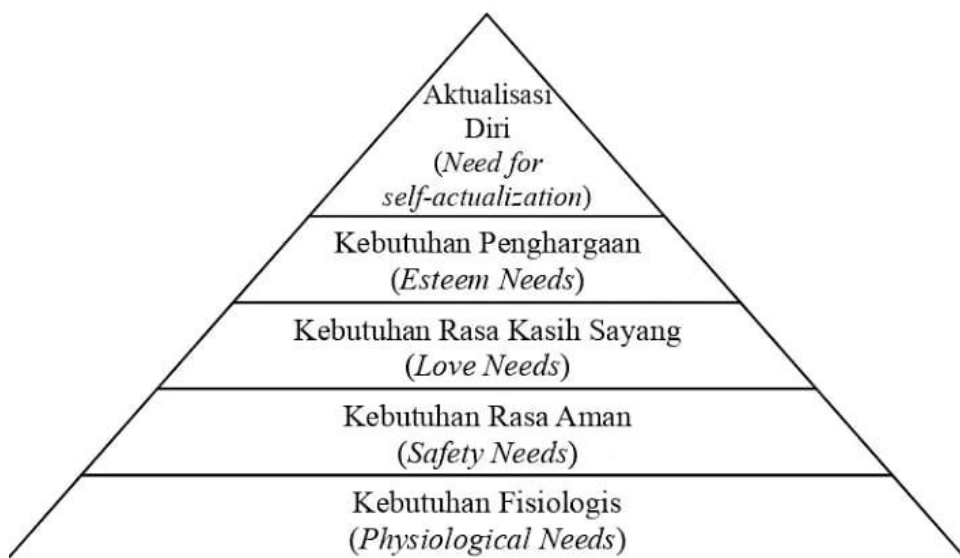 Aktualisasi
Diri
(Need for
self-actualization)
Kebutuhan Penghargaan
(Esteem Needs)
Kebutuhan Rasa Kasih Sayang
(Love Needs)
Kebutuhan Rasa Aman
(Safety Needs)
Kebutuhan Fisiologis
(Physiological Needs)